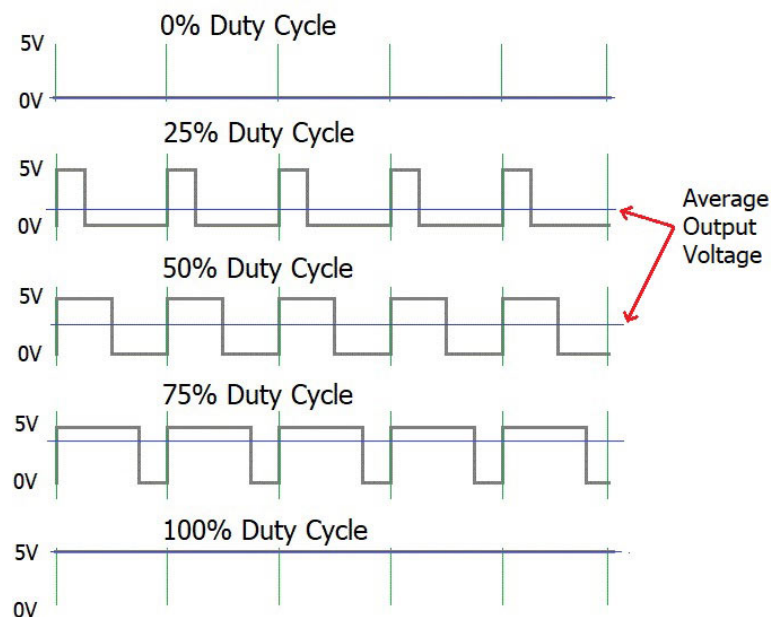 0% Duty Cycle
5V
0V
25% Duty Cycle
5V
0V
Average
Output
Voltage
50% Duty Cycle
5V
0V
75% Duty Cycle
5V
0V
100% Duty Cycle
5V
0V